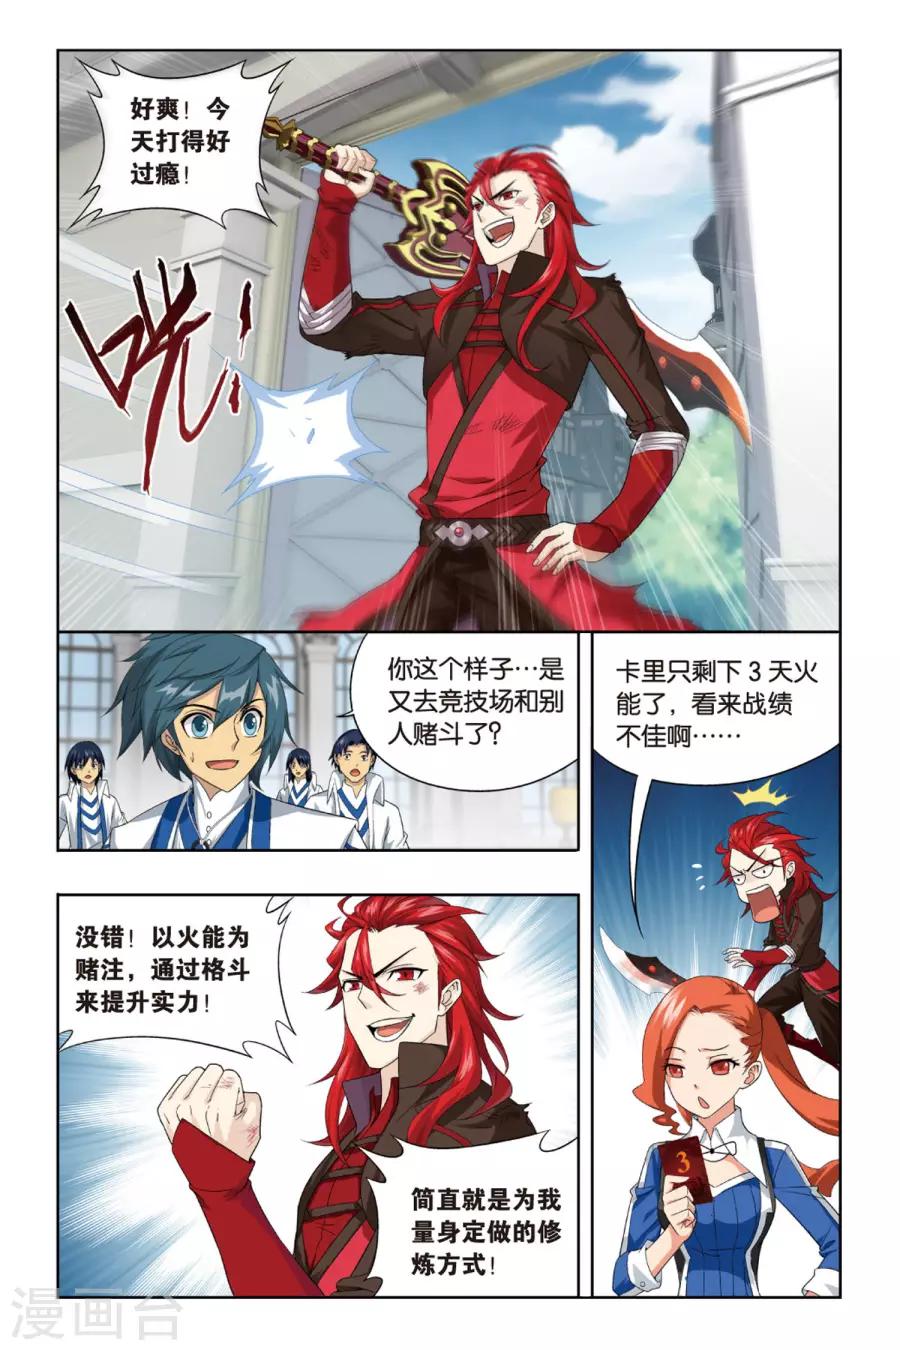 好爽！今
天打得好
过瘾！
咣
你这个样子…是
又去竞技场和别
人赌斗了？
卡里只剩下3天火
能了，看来战绩
不佳啊……
3
没错！以火能为
赌注，通过格斗
来提升实力！
简直就是为我
量身定做的修
炼方式！
漫画台